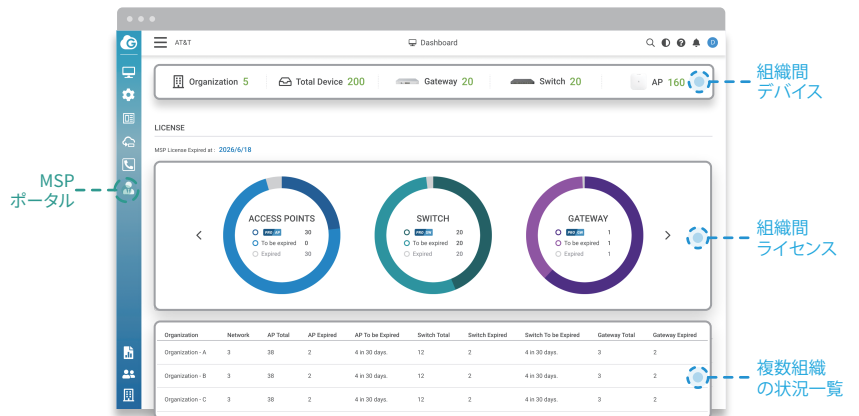 AT&T
Dashboard
D
Organization 5
Total Device 200
Gateway 20
Switch 20
AP 160
組織間
デバイス
LICENSE
MSP License Expired at : 2026/6/18
MSP
ポータル
ACCESS POINTS
PRO AP 30
To be expired 0
Expired 30
SWITCH
PRO SW 20
To be expired 20
Expired 20
GATEWAY
PRO GW 1
To be expired 1
Expired 1
組織間
ライセンス
Organization Network AP Total AP Expired AP To be Expired Switch Total Switch Expired Switch To be Expired Gateway Total Gateway Expired
Organization - A 3 38 2 4 in 30 days. 12 2 4 in 30 days. 3 2
Organization - B 3 38 2 4 in 30 days. 12 2 4 in 30 days. 3 2
Organization - C 3 38 2 4 in 30 days. 12 2 4 in 30 days. 3 2
複数組織
の状況一覧